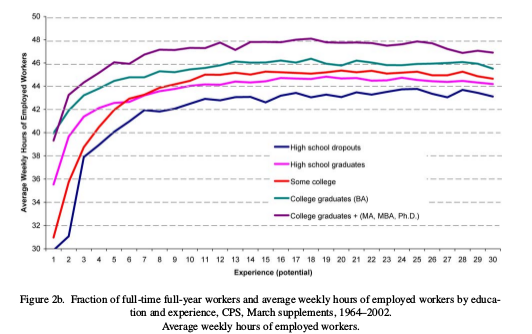 50
48
46
44
42
40
38
36
34
32
30
Average Weekly Hours of Employed Workers
High school dropouts
High school graduates
Some college
College graduates (BA)
College graduates + (MA, MBA, Ph.D.)
1 2 3 4 5 6 7 8 9 10 11 12 13 14 15 16 17 18 19 20 21 22 23 24 25 26 27 28 29 30
Experience (potential)
Figure 2b. Fraction of full-time full-year workers and average weekly hours of employed workers by educa-
tion and experience, CPS, March supplements, 1964–2002.
Average weekly hours of employed workers.